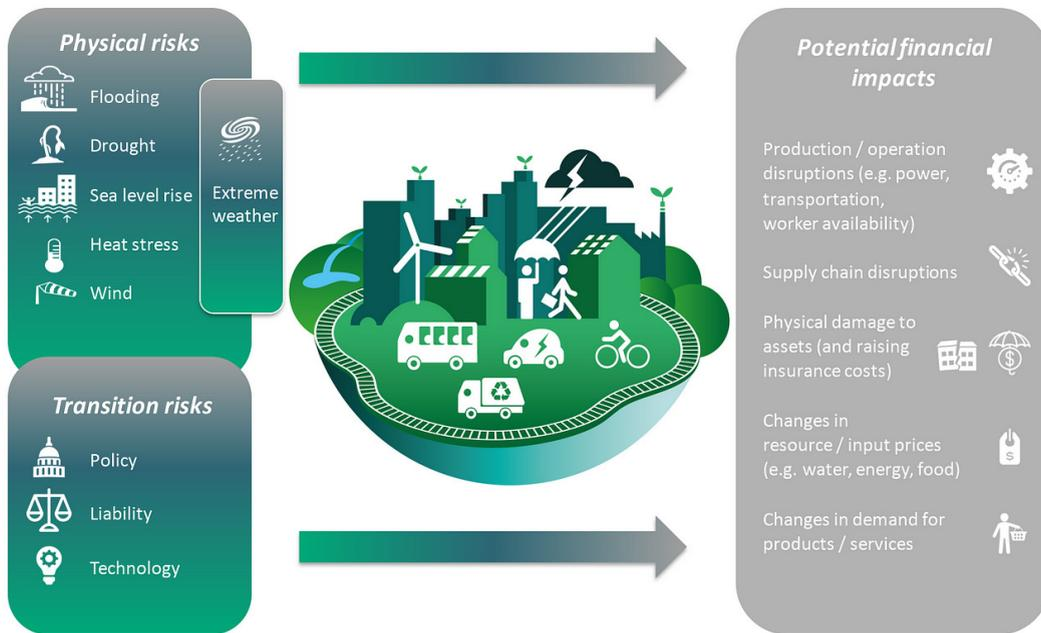 Physical risks
Flooding
Drought
Sea level rise
Heat stress
Wind
Extreme
weather
Transition risks
Policy
Liability
Technology
Potential financial
impacts
Production / operation
disruptions (e.g. power,
transportation,
worker availability)
Supply chain disruptions
Physical damage to
assets (and raising
insurance costs)
$
Changes in
resource / input prices
(e.g. water, energy, food)
$
Changes in demand for
products / services